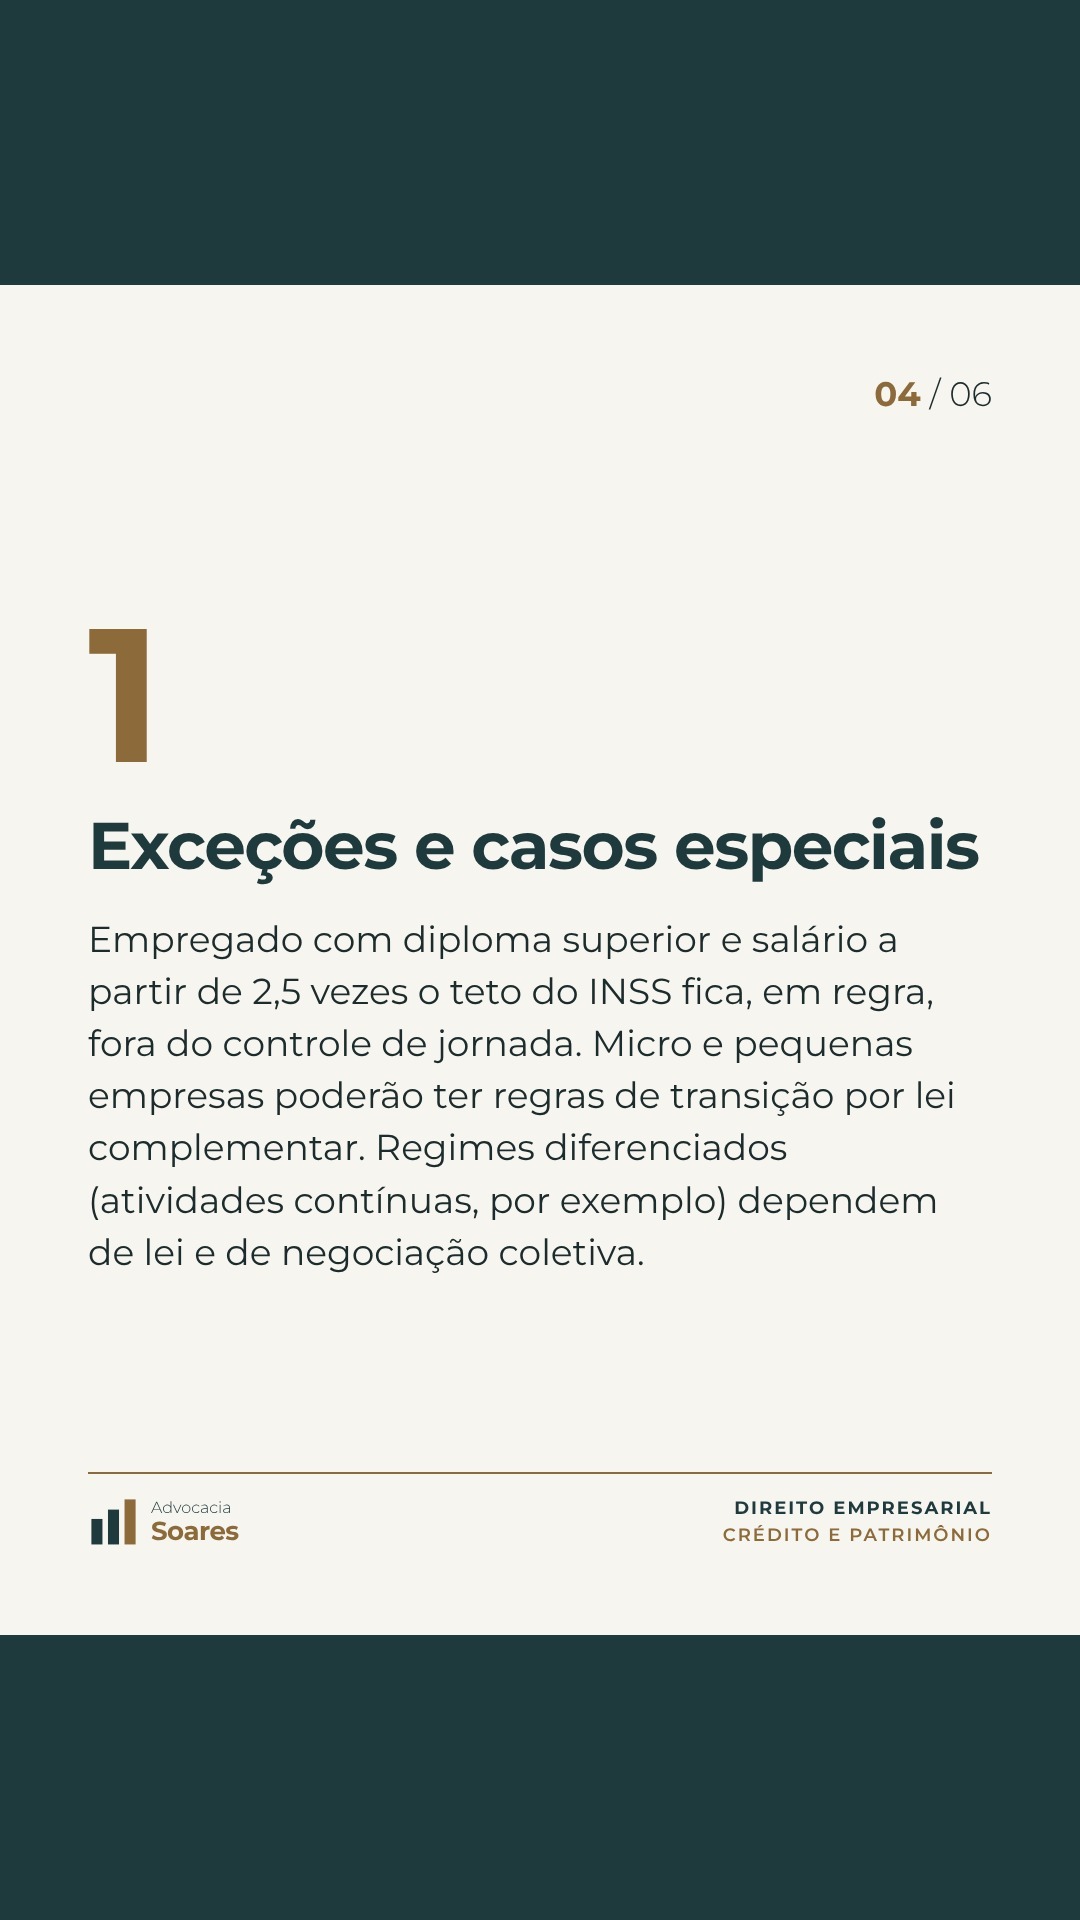 04 / 06
1
Exceções e casos especiais
Empregado com diploma superior e salário a
partir de 2,5 vezes o teto do INSS fica, em regra,
fora do controle de jornada. Micro e pequenas
empresas poderão ter regras de transição por lei
complementar. Regimes diferenciados
(atividades contínuas, por exemplo) dependem
de lei e de negociação coletiva.
Advocacia
Soares
DIREITO EMPRESARIAL
CRÉDITO E PATRIMÔNIO